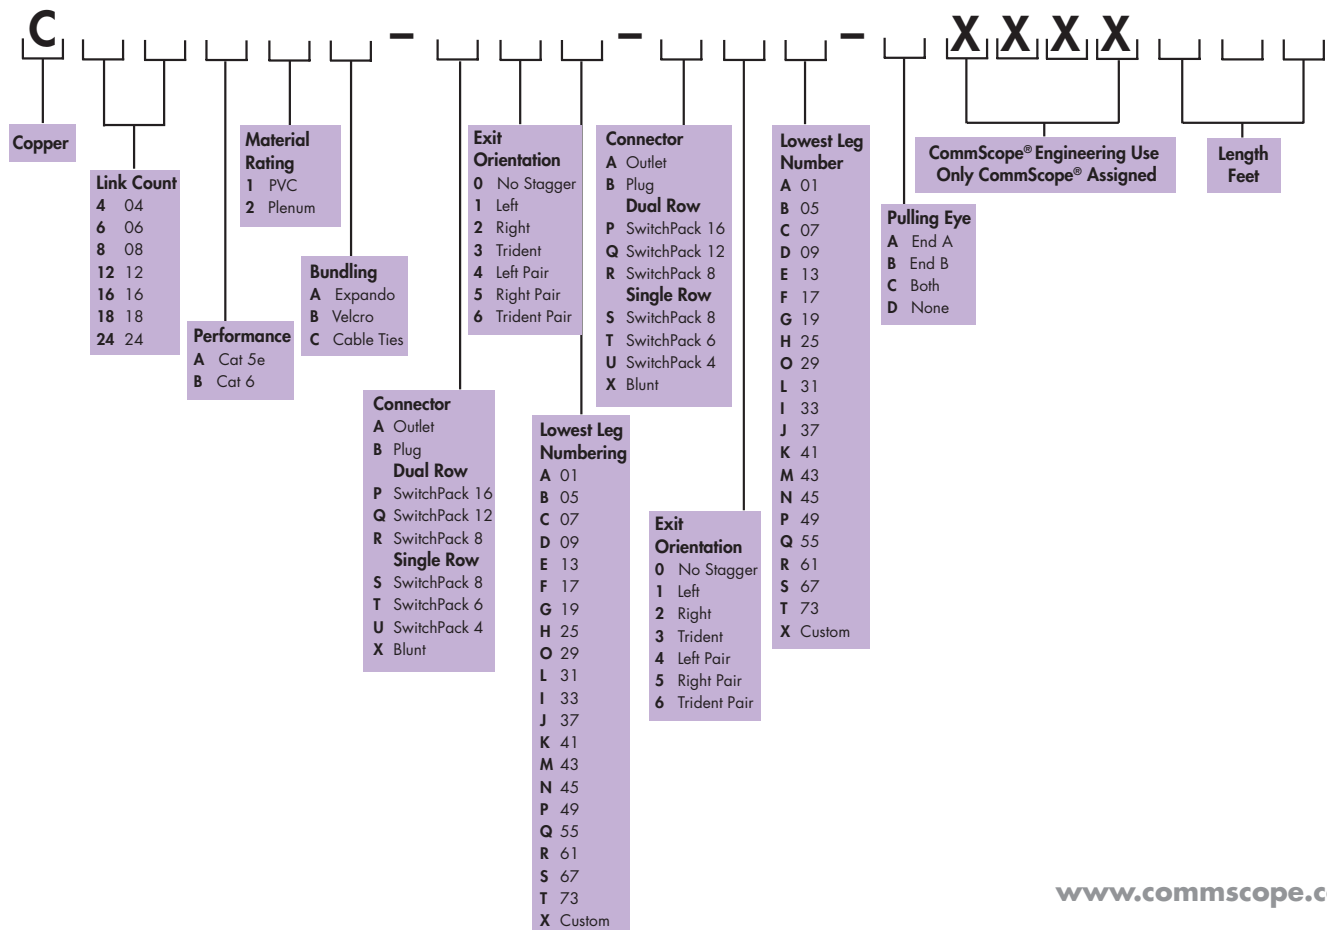 C – – – X X X X
Copper
Link Count
4 04
6 06
8 08
12 12
16 16
18 18
24 24
Performance
A Cat 5e
B Cat 6
Material
Rating
1 PVC
2 Plenum
Bundling
A Expando
B Velcro
C Cable Ties
Connector
A Outlet
B Plug
Dual Row
P SwitchPack 16
Q SwitchPack 12
R SwitchPack 8
Single Row
S SwitchPack 8
T SwitchPack 6
U SwitchPack 4
X Blunt
Exit
Orientation
0 No Stagger
1 Left
2 Right
3 Trident
4 Left Pair
5 Right Pair
6 Trident Pair
Lowest Leg
Numbering
A 01
B 05
C 07
D 09
E 13
F 17
G 19
H 25
O 29
L 31
I 33
J 37
K 41
M 43
N 45
P 49
Q 55
R 61
S 67
T 73
X Custom
Connector
A Outlet
B Plug
Dual Row
P SwitchPack 16
Q SwitchPack 12
R SwitchPack 8
Single Row
S SwitchPack 8
T SwitchPack 6
U SwitchPack 4
X Blunt
Exit
Orientation
0 No Stagger
1 Left
2 Right
3 Trident
4 Left Pair
5 Right Pair
6 Trident Pair
Lowest Leg
Number
A 01
B 05
C 07
D 09
E 13
F 17
G 19
H 25
O 29
L 31
I 33
J 37
K 41
M 43
N 45
P 49
Q 55
R 61
S 67
T 73
X Custom
Pulling Eye
A End A
B End B
C Both
D None
CommScope® Engineering Use
Only CommScope® Assigned
Length
Feet
www.commscope.c